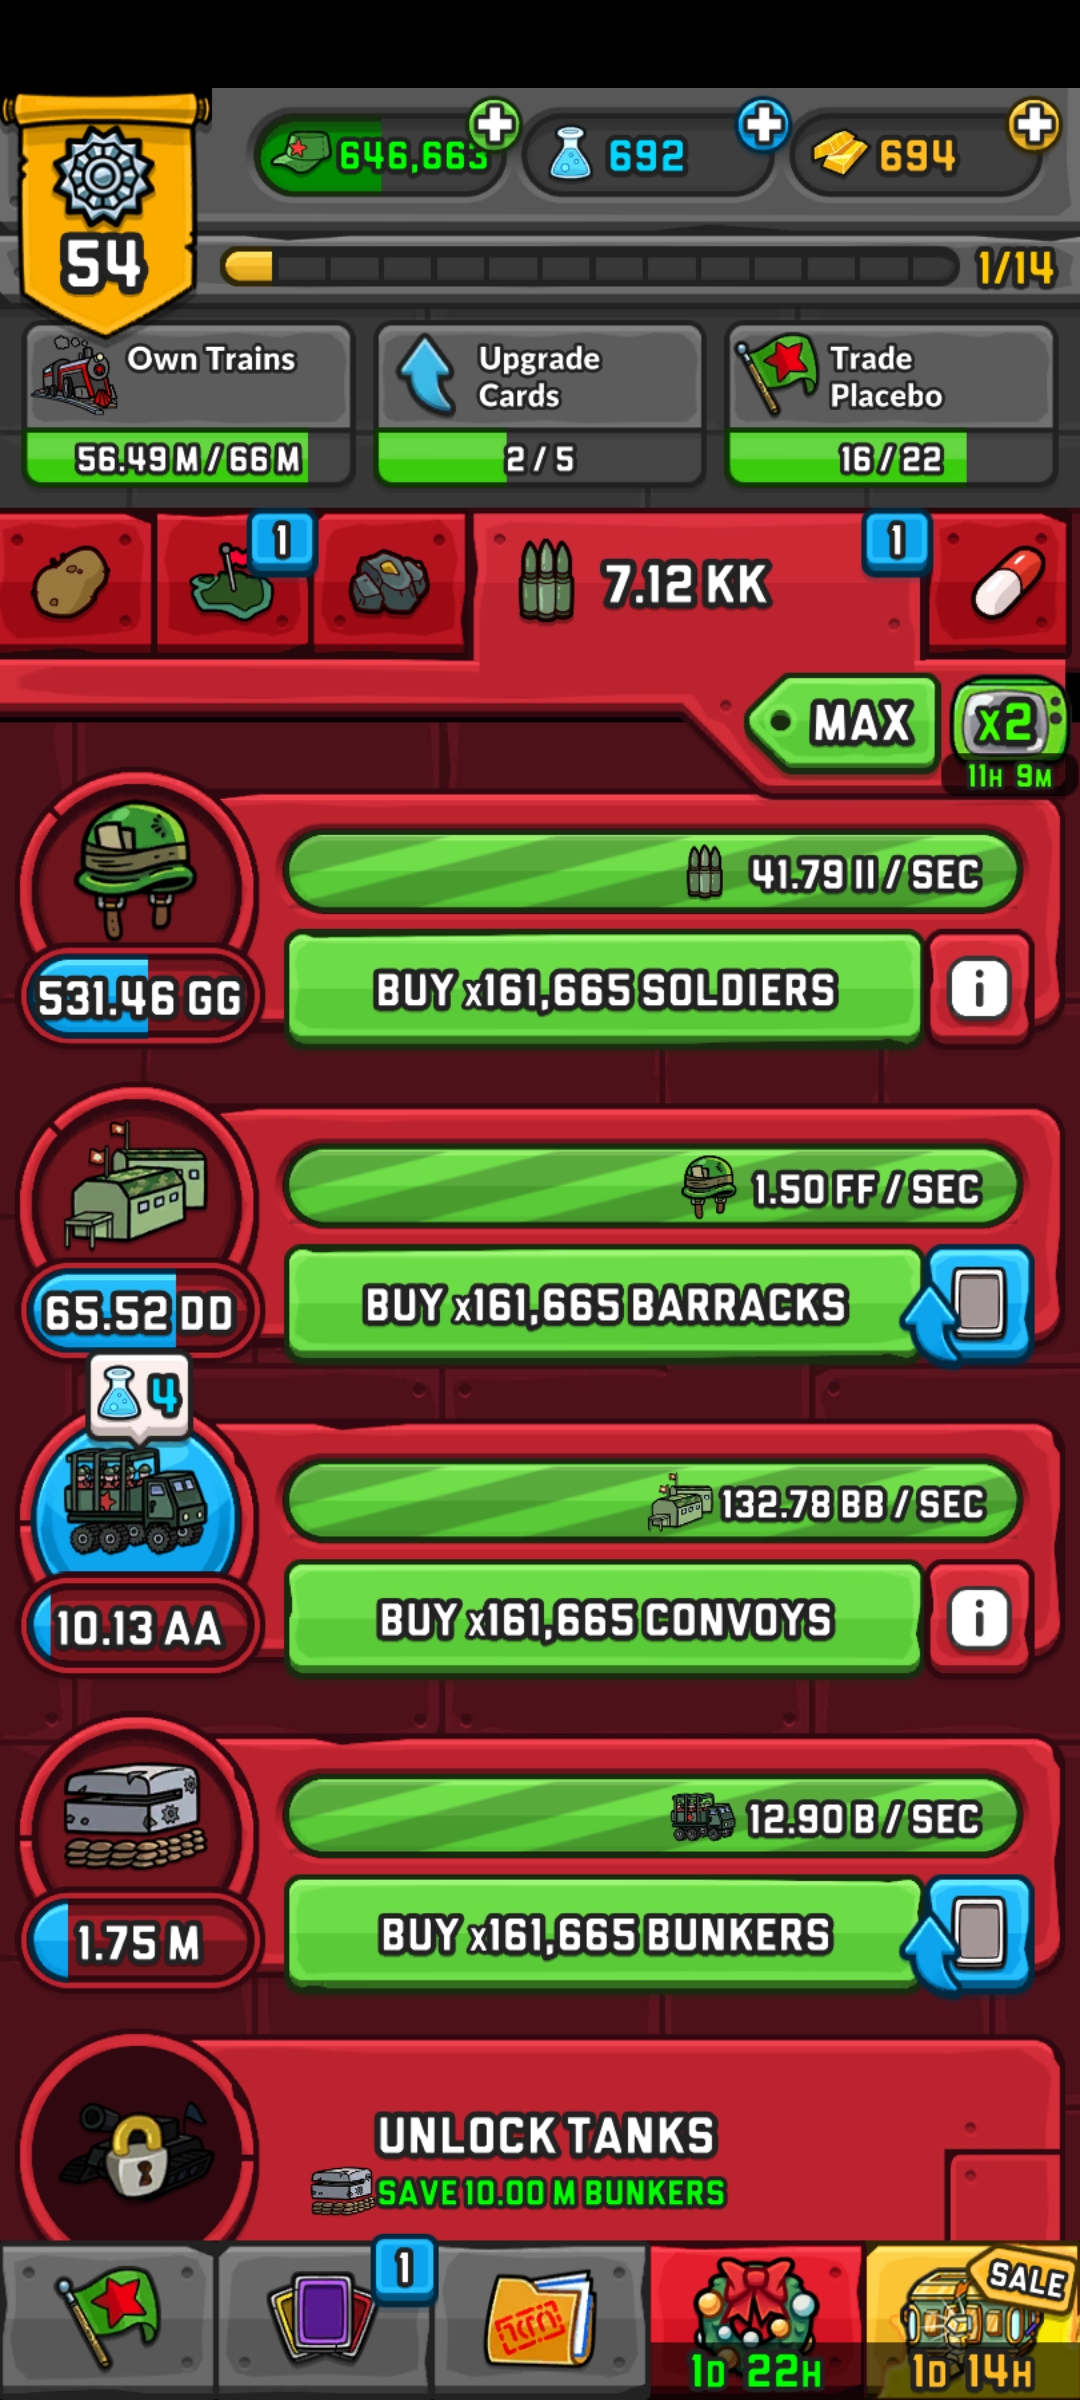 54
646,663
692
694
1/14
Own Trains
56.49 M / 66 M
Upgrade
Cards
2 / 5
Trade
Placebo
16 / 22
1
7.12 KK
1
MAX
x2
11H 9M
41.79 II / SEC
531.46 GG
BUY x161,665 SOLDIERS
i
1.50 FF / SEC
65.52 DD
BUY x161,665 BARRACKS
4
132.78 BB / SEC
10.13 AA
BUY x161,665 CONVOYS
i
12.90 B / SEC
1.75 M
BUY x161,665 BUNKERS
UNLOCK TANKS
SAVE 10.00 M BUNKERS
1
SALE
1D 22H
1D 14H